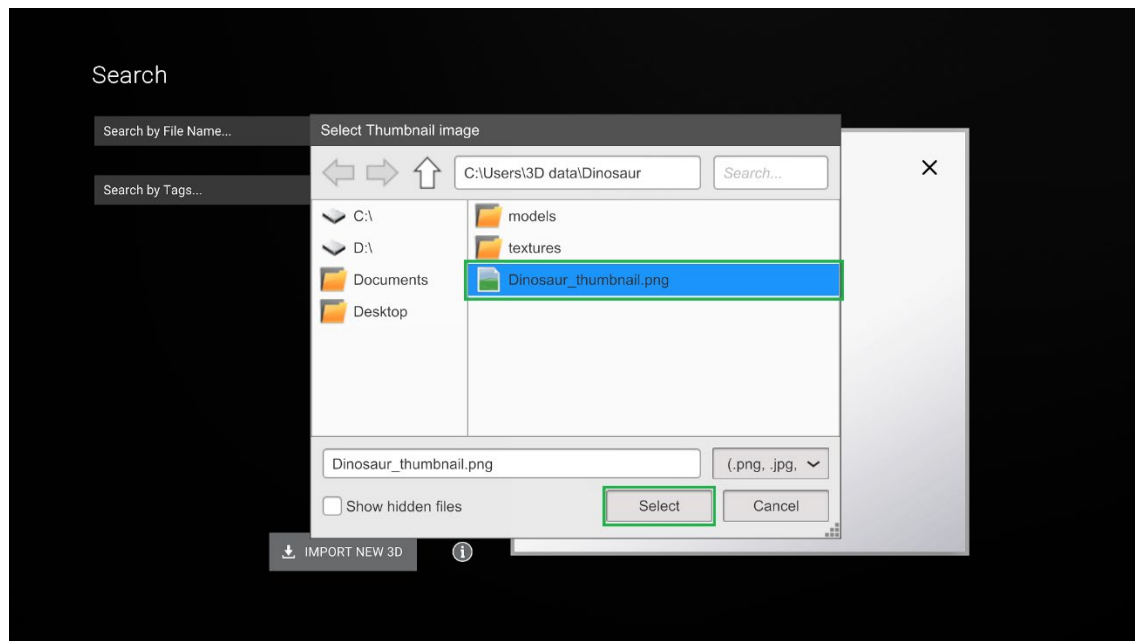 Search
Search by File Name...
Search by Tags...
Select Thumbnail image
C:\Users\3D data\Dinosaur
Search...
C:\
D:\
Documents
Desktop
models
textures
Dinosaur_thumbnail.png
Dinosaur_thumbnail.png
(.png, .jpg,
Show hidden files
Select
Cancel
IMPORT NEW 3D
i